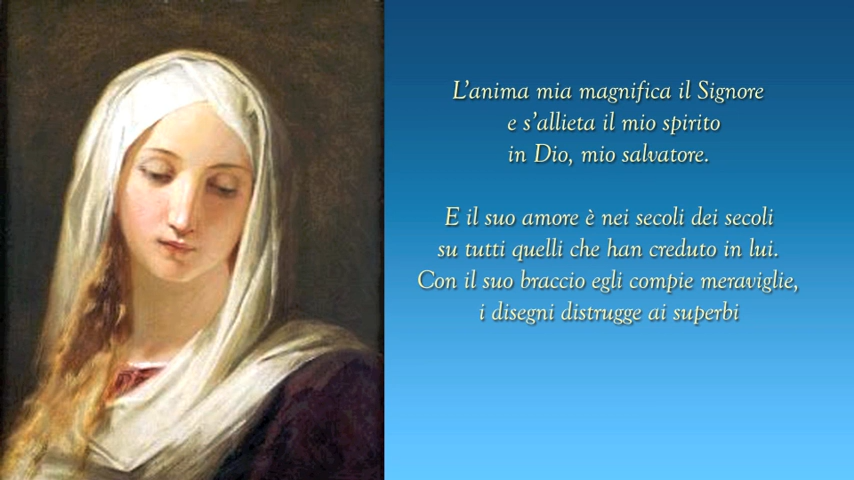 L'anima mia magnifica il Signore
e s'allieta il mio spirito
in Dio, mio salvatore.
E il suo amore è nei secoli dei secoli
su tutti quelli che han creduto in lui.
Con il suo braccio egli compie meraviglie,
i disegni distrugge ai superbi